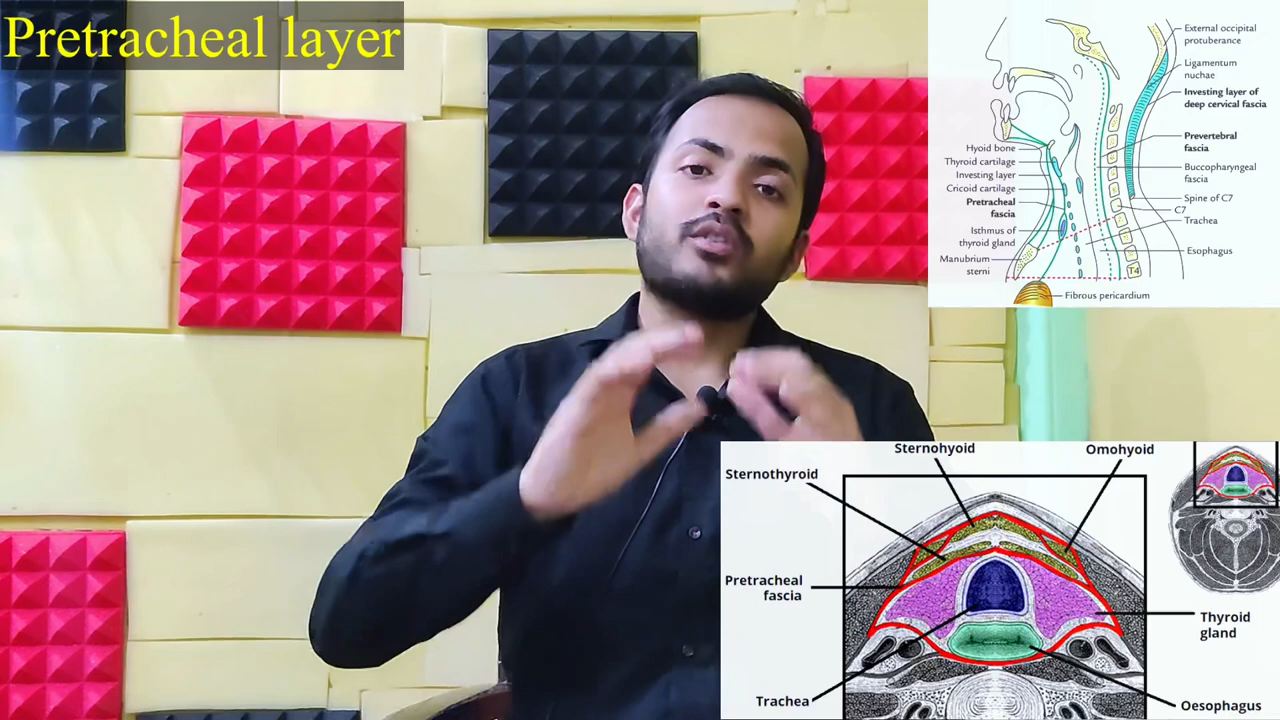 Pretracheal layer
External occipital
protuberance
Ligamentum
nuchae
Investing layer of
deep cervical fascia
Prevertebral
fascia
Buccopharyngeal
fascia
Spine of C7
C7
Trachea
Esophagus
Hyoid bone
Thyroid cartilage
Investing layer
Cricoid cartilage
Pretracheal
fascia
Isthmus of
thyroid gland
Manubrium
sterni
T4
Fibrous pericardium
Sternohyoid
Omohyoid
Sternothyroid
Pretracheal
fascia
Thyroid
gland
Trachea
Oesophagus